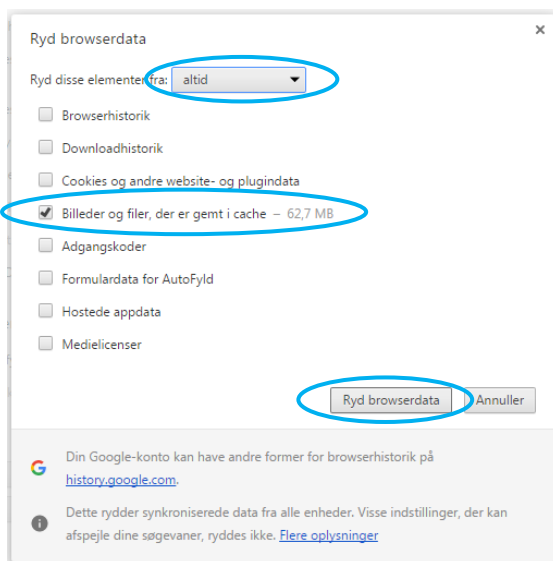 Ryd browserdata
Ryd disse elementer fra: altid
Browserhistorik
Downloadhistorik
Cookies og andre website- og plugindata
Billeder og filer, der er gemt i cache – 62,7 MB
Adgangskoder
Formulardata for AutoFyld
Hostede appdata
Medielicenser
Ryd browserdata Annuller
Din Google-konto kan have andre former for browserhistorik på
history.google.com.
Dette rydder synkroniserede data fra alle enheder. Visse indstillinger, der kan
afspejle dine søgevaner, ryddes ikke. Flere oplysninger